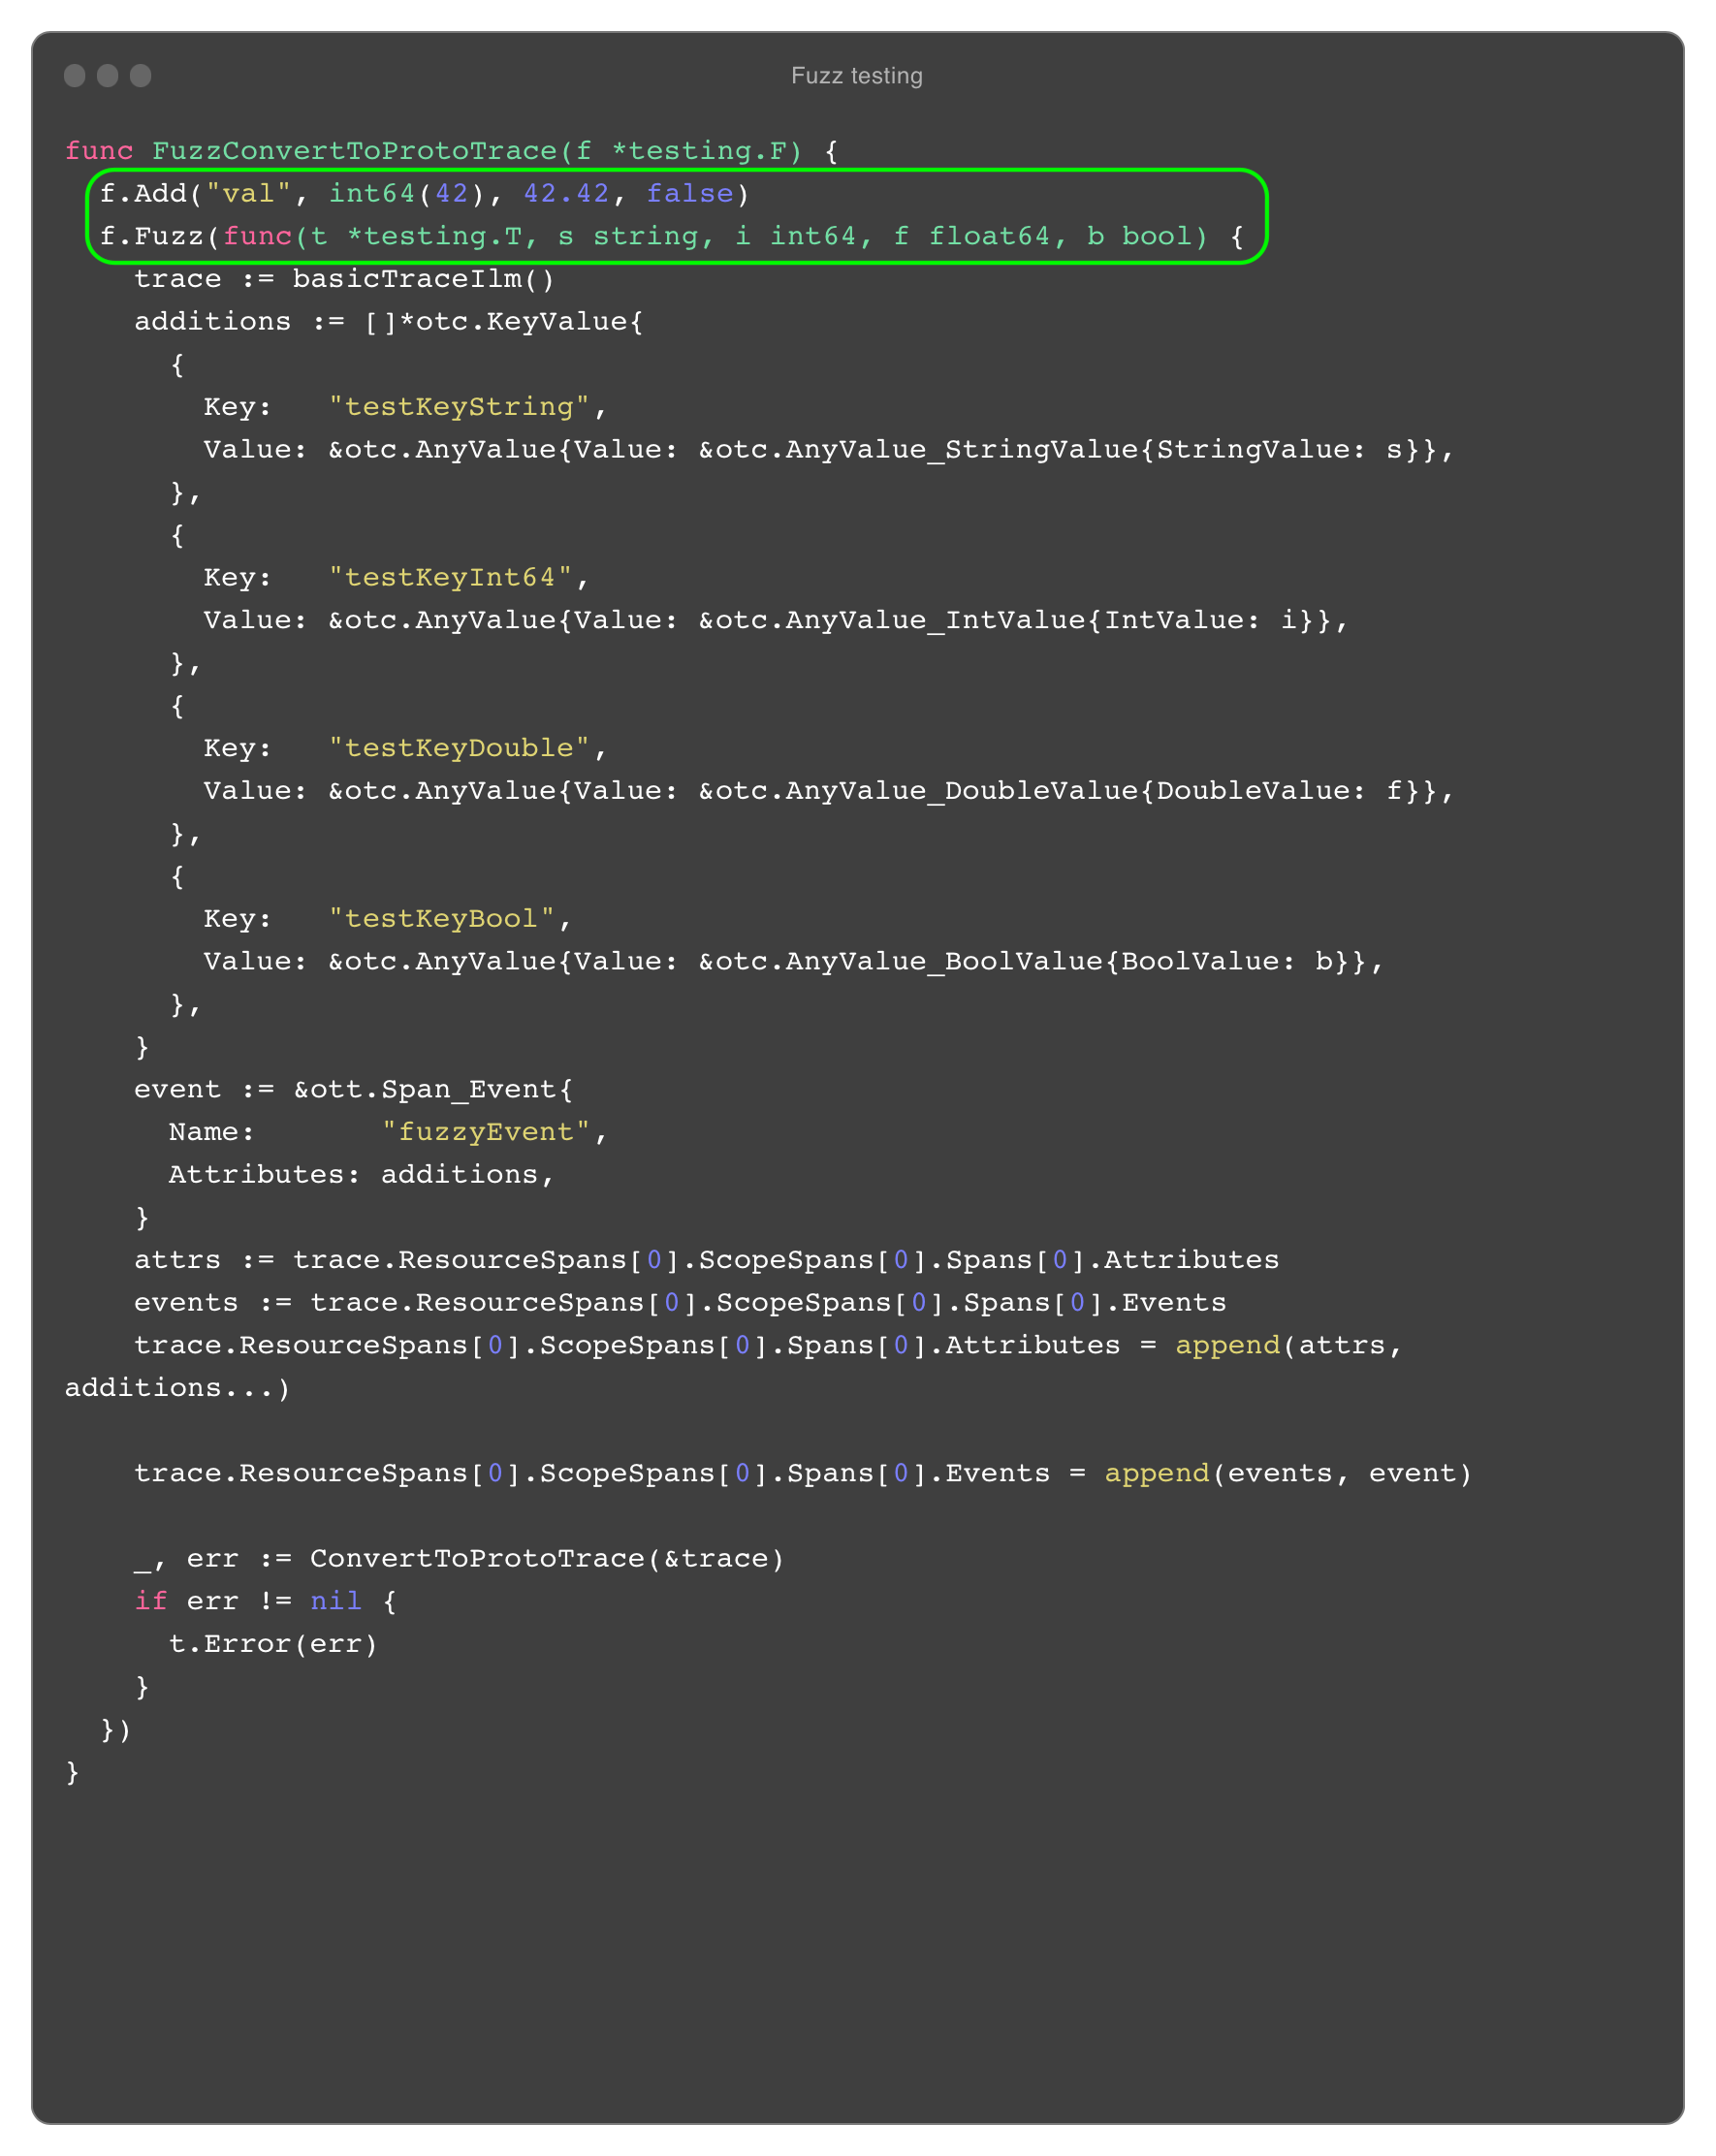 Fuzz testing
func FuzzConvertToProtoTrace(f *testing.F) {
  f.Add("val", int64(42), 42.42, false)
  f.Fuzz(func(t *testing.T, s string, i int64, f float64, b bool) {
    trace := basicTraceIlm()
    additions := []*otc.KeyValue{
      {
        Key:   "testKeyString",
        Value: &otc.AnyValue{Value: &otc.AnyValue_StringValue{StringValue: s}},
      },
      {
        Key:   "testKeyInt64",
        Value: &otc.AnyValue{Value: &otc.AnyValue_IntValue{IntValue: i}},
      },
      {
        Key:   "testKeyDouble",
        Value: &otc.AnyValue{Value: &otc.AnyValue_DoubleValue{DoubleValue: f}},
      },
      {
        Key:   "testKeyBool",
        Value: &otc.AnyValue{Value: &otc.AnyValue_BoolValue{BoolValue: b}},
      },
    }
    event := &ott.Span_Event{
      Name:       "fuzzyEvent",
      Attributes: additions,
    }
    attrs := trace.ResourceSpans[0].ScopeSpans[0].Spans[0].Attributes
    events := trace.ResourceSpans[0].ScopeSpans[0].Spans[0].Events
    trace.ResourceSpans[0].ScopeSpans[0].Spans[0].Attributes = append(attrs,
additions...)

    trace.ResourceSpans[0].ScopeSpans[0].Spans[0].Events = append(events, event)

    _, err := ConvertToProtoTrace(&trace)
    if err != nil {
      t.Error(err)
    }
  })
}